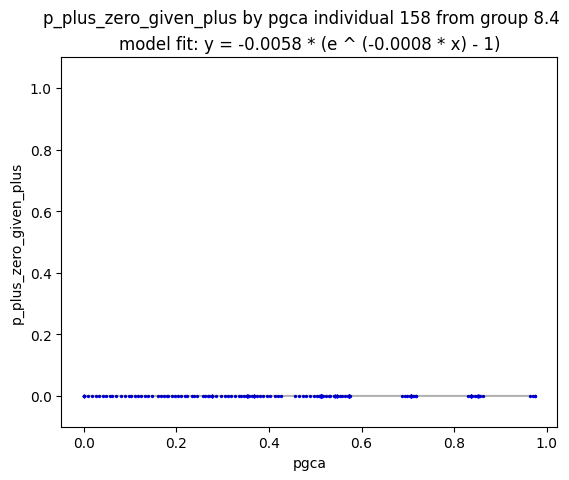 p_plus_zero_given_plus by pgca individual 158 from group 8.4
model fit: y = -0.0058 * (e ^ (-0.0008 * x) - 1)
1.0
0.8
0.6
0.4
0.2
0.0
p_plus_zero_given_plus
0.0 0.2 0.4 0.6 0.8 1.0
pgca